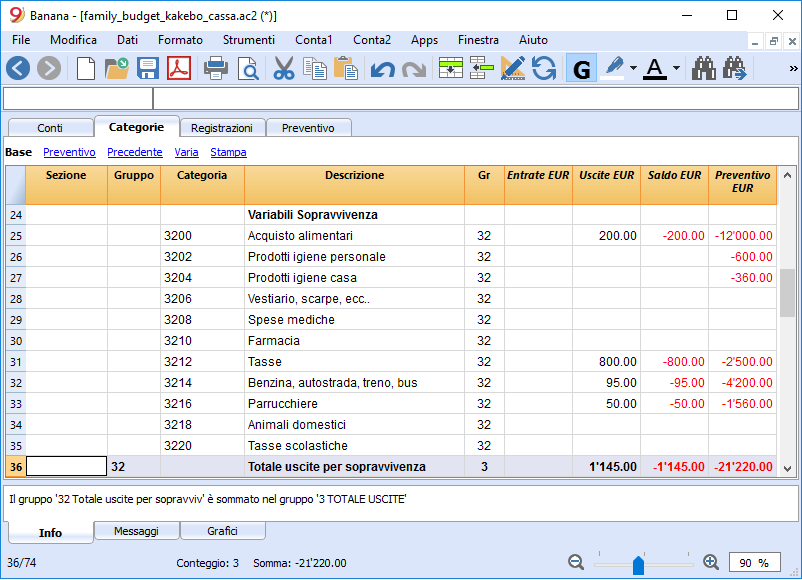 Banana - [family_budget_kakebo_cassa.ac2 (*)]
File Modifica Dati Formato Strumenti Conta1 Conta2 Apps Finestra Aiuto
G A »
Conti Categorie Registrazioni Preventivo
Base Preventivo Precedente Varia Stampa
Sezione Gruppo Categoria Descrizione Gr Entrate EUR Uscite EUR Saldo EUR Preventivo EUR
24 Variabili Sopravvivenza
25 3200 Acquisto alimentari 32 200.00 -200.00 -12'000.00
26 3202 Prodotti igiene personale 32 -600.00
27 3204 Prodotti igiene casa 32 -360.00
28 3206 Vestiario, scarpe, ecc.. 32
29 3208 Spese mediche 32
30 3210 Farmacia 32
31 3212 Tasse 32 800.00 -800.00 -2'500.00
32 3214 Benzina, autostrada, treno, bus 32 95.00 -95.00 -4'200.00
33 3216 Parrucchiere 32 50.00 -50.00 -1'560.00
34 3218 Animali domestici 32
35 3220 Tasse scolastiche 32
36 32 Totale uscite per sopravvivenza 3 1'145.00 -1'145.00 -21'220.00
Il gruppo '32 Totale uscite per sopravviv' è sommato nel gruppo '3 TOTALE USCITE'
Info Messaggi Grafici
36/74 Conteggio: 3 Somma: -21'220.00 90 %